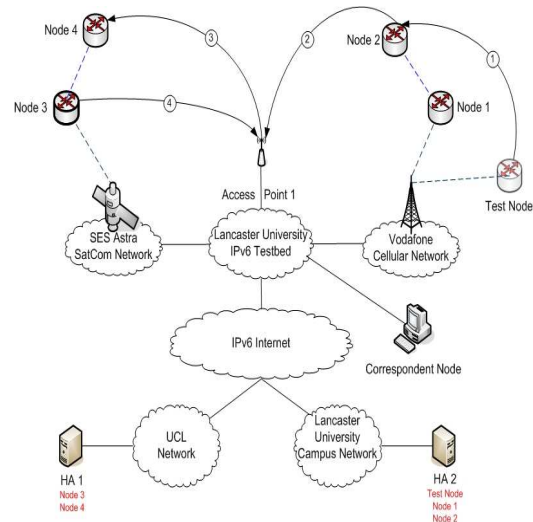 Node 4
3
2
Node 2
1
Node 3
4
Node 1
Access Point 1
Test Node
SES Astra
SatCom Network
Lancaster University
IPv6 Testbed
Vodafone
Cellular Network
IPv6 Internet
Correspondent Node
UCL
Network
Lancaster
University
Campus Network
HA 1
Node 3
Node 4
HA 2
Test Node
Node 1
Node 2